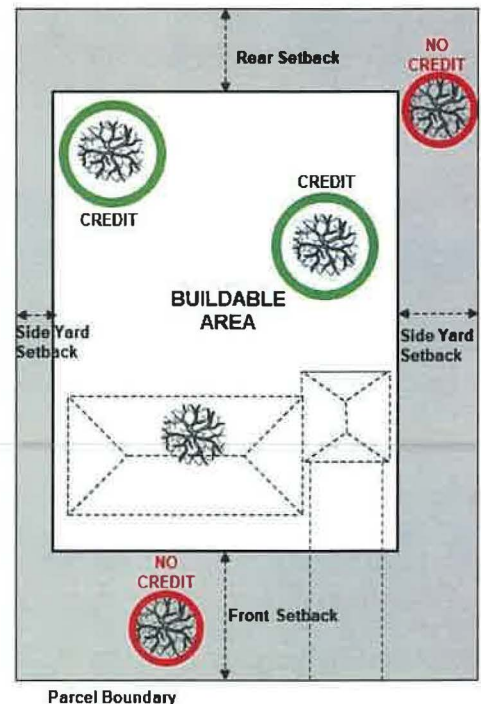 Rear Setback
NO
CREDIT
CREDIT
CREDIT
BUILDABLE
AREA
Side Yard
Setback
Side Yard
Setback
NO
CREDIT
Front Setback
Parcel Boundary